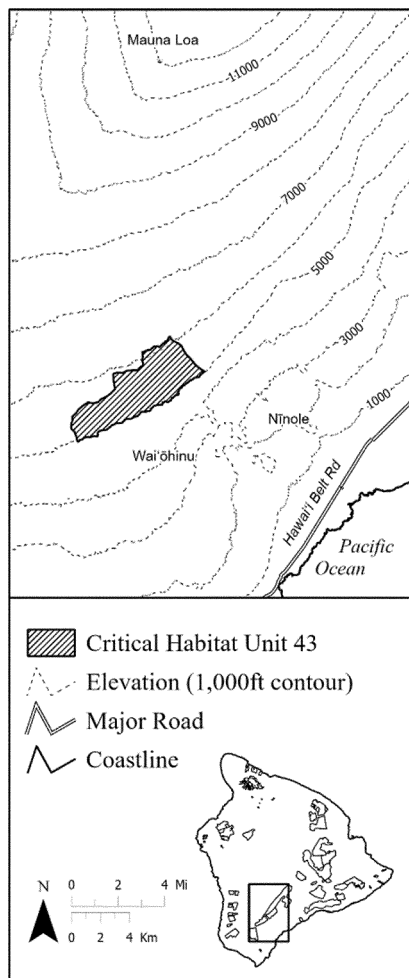 Mauna Loa
11000
9000
7000
5000
3000
1000
Nīnole
Wai‘ōhinu
Hawai‘i Belt Rd
Pacific
Ocean
Critical Habitat Unit 43
Elevation (1,000ft contour)
Major Road
Coastline
N
0 2 4 Mi
0 2 4 Km